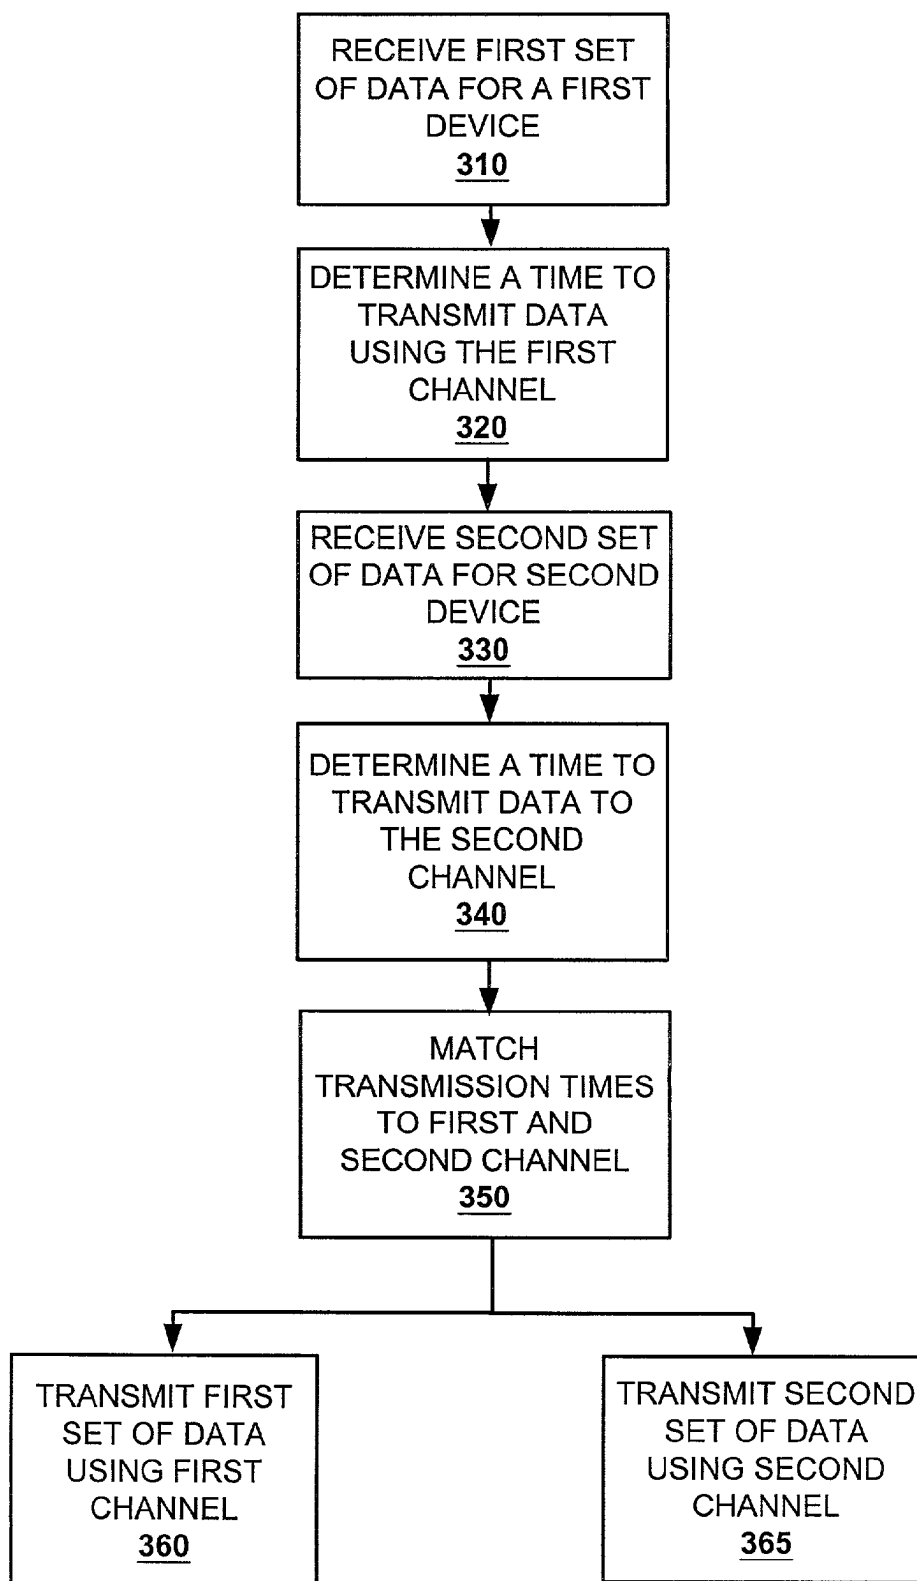 RECEIVE FIRST SET
OF DATA FOR A FIRST
DEVICE
310
DETERMINE A TIME TO
TRANSMIT DATA
USING THE FIRST
CHANNEL
320
RECEIVE SECOND SET
OF DATA FOR SECOND
DEVICE
330
DETERMINE A TIME TO
TRANSMIT DATA TO
THE SECOND
CHANNEL
340
MATCH
TRANSMISSION TIMES
TO FIRST AND
SECOND CHANNEL
350
TRANSMIT FIRST
SET OF DATA
USING FIRST
CHANNEL
360
TRANSMIT SECOND
SET OF DATA
USING SECOND
CHANNEL
365